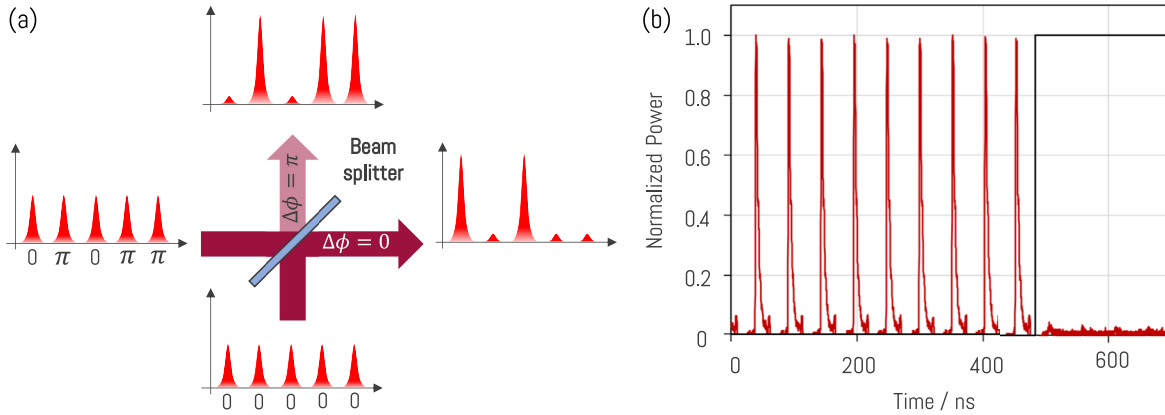 (a)
Beam
splitter
Δϕ = π
Δϕ = 0
0 π 0 π π
0 0 0 0 0
(b)
Normalized Power
1.0
0.8
0.6
0.4
0.2
0
0 200 400 600
Time / ns